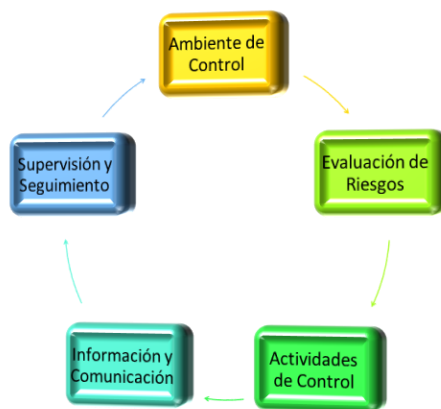 Ambiente de
Control
Evaluación de
Riesgos
Actividades
de Control
Información y
Comunicación
Supervisión y
Seguimiento